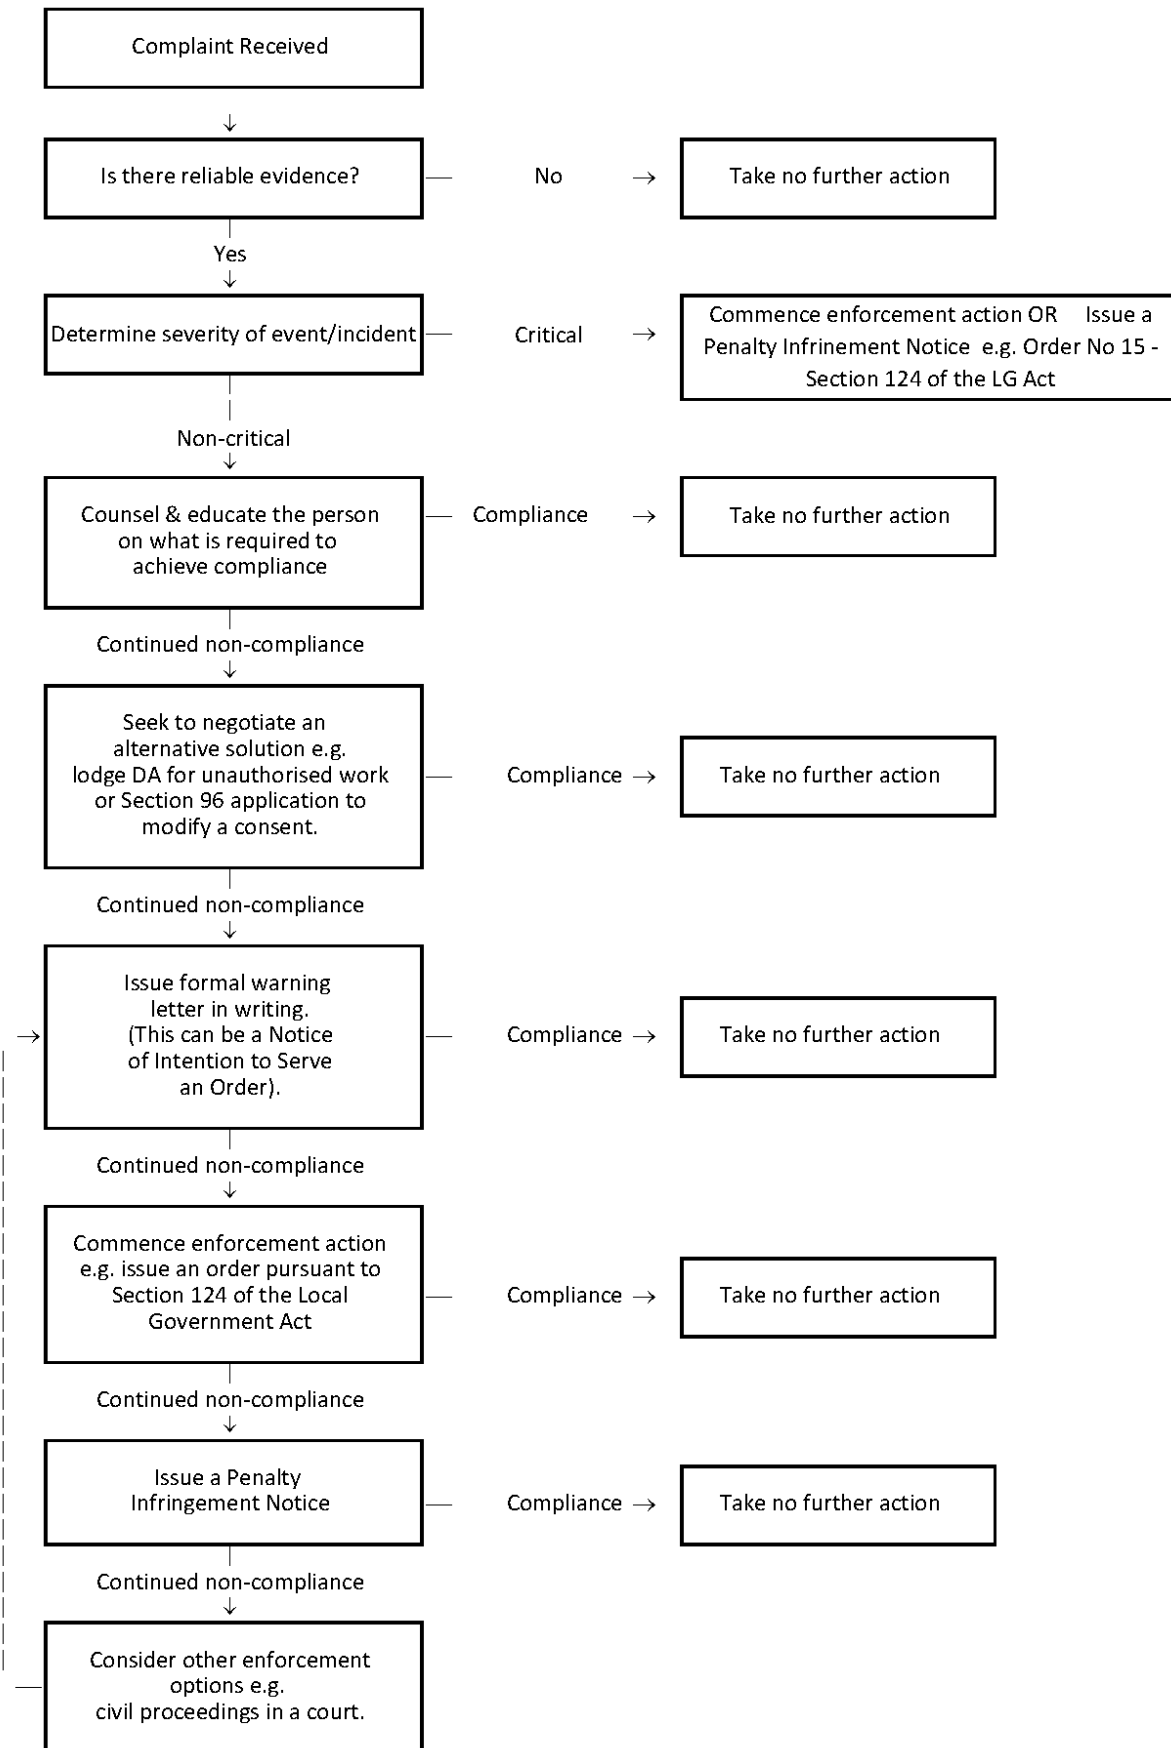 Complaint Received
Is there reliable evidence?
No
Take no further action
Yes
Determine severity of event/incident
Critical
Commence enforcement action OR Issue a
Penalty Infrinement Notice e.g. Order No 15 -
Section 124 of the LG Act
Non-critical
Counsel & educate the person
on what is required to
achieve compliance
Compliance
Take no further action
Continued non-compliance
Seek to negotiate an
alternative solution e.g.
lodge DA for unauthorised work
or Section 96 application to
modify a consent.
Compliance
Take no further action
Continued non-compliance
Issue formal warning
letter in writing.
(This can be a Notice
of Intention to Serve
an Order).
Compliance
Take no further action
Continued non-compliance
Commence enforcement action
e.g. issue an order pursuant to
Section 124 of the Local
Government Act
Compliance
Take no further action
Continued non-compliance
Issue a Penalty
Infringement Notice
Compliance
Take no further action
Continued non-compliance
Consider other enforcement
options e.g.
civil proceedings in a court.